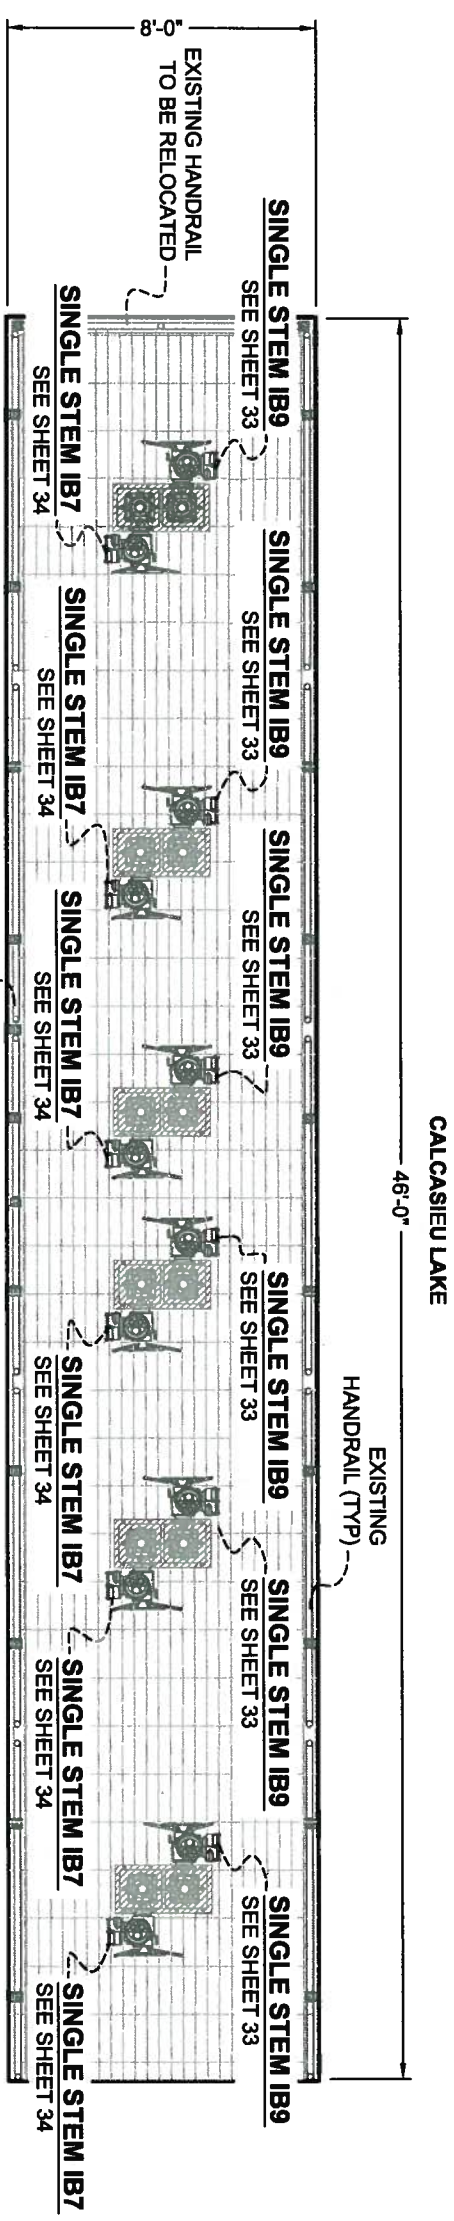 CALCASIEU LAKE
46'-0"
8'-0"
EXISTING HANDRAIL
TO BE RELOCATED
EXISTING
HANDRAIL (TYP)
SINGLE STEM IB9
SEE SHEET 33
SINGLE STEM IB9
SEE SHEET 33
SINGLE STEM IB9
SEE SHEET 33
SINGLE STEM IB9
SEE SHEET 33
SINGLE STEM IB9
SEE SHEET 33
SINGLE STEM IB9
SEE SHEET 33
SINGLE STEM IB7
SEE SHEET 34
SINGLE STEM IB7
SEE SHEET 34
SINGLE STEM IB7
SEE SHEET 34
SINGLE STEM IB7
SEE SHEET 34
SINGLE STEM IB7
SEE SHEET 34
SINGLE STEM IB7
SEE SHEET 34